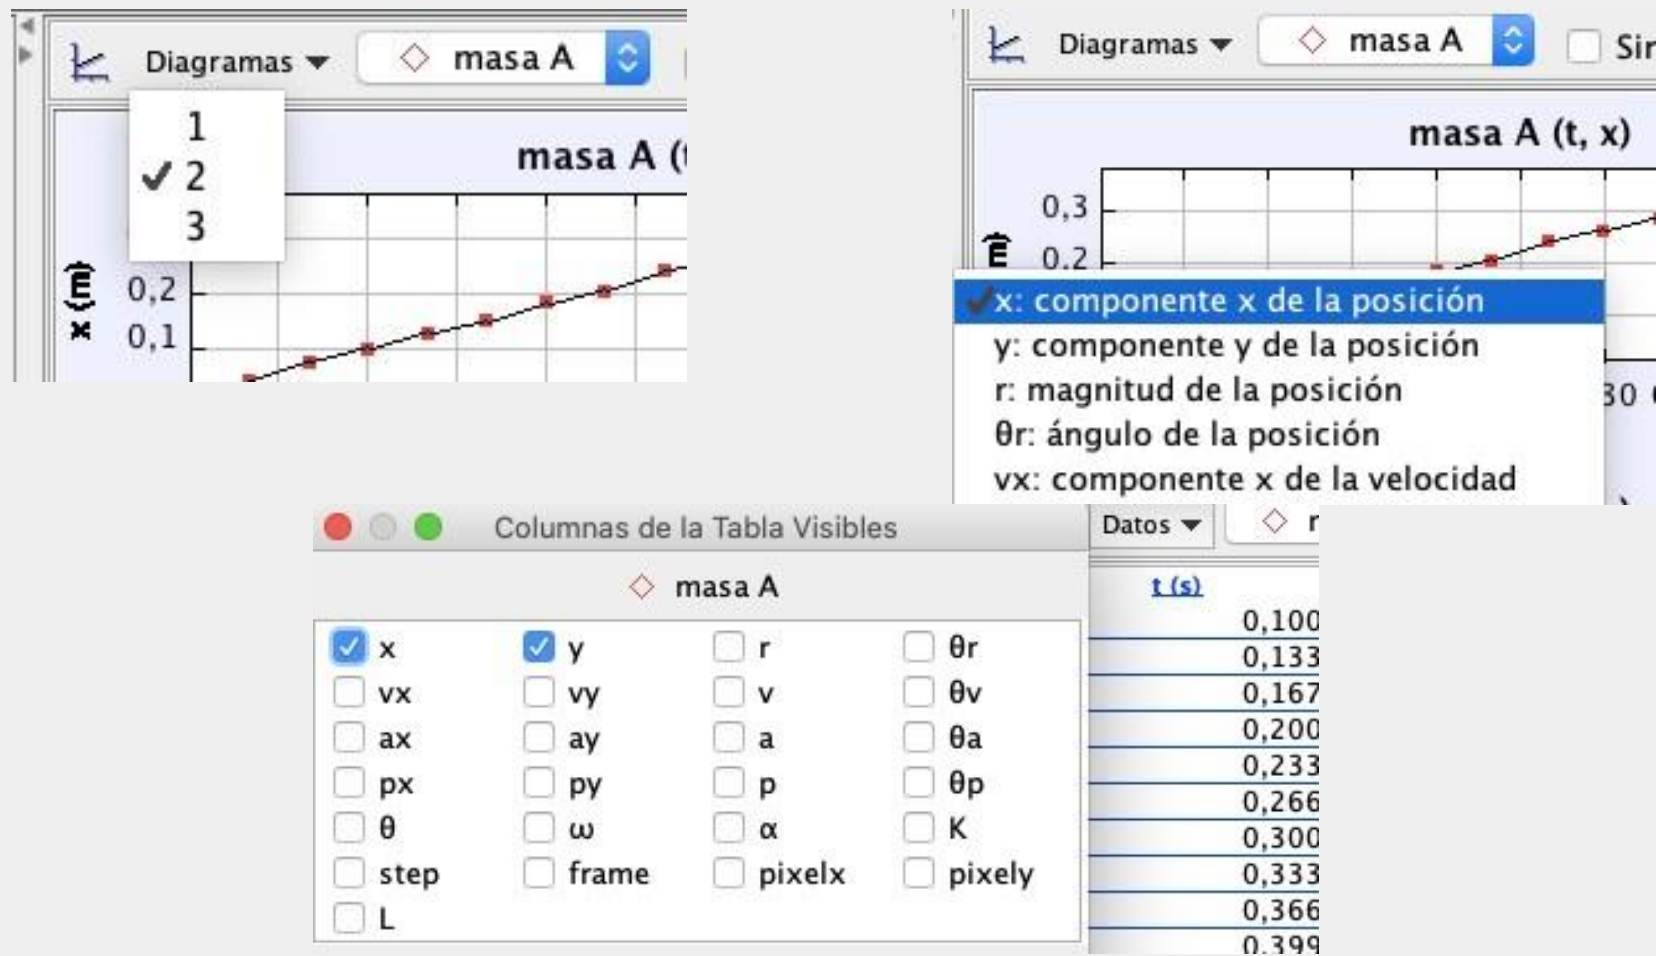 Diagramas masa A
1
2
3
masa A (t
x (m)
0,2
0,1
Diagramas masa A Sin
masa A (t, x)
0,3
0,2
x: componente x de la posición
y: componente y de la posición
r: magnitud de la posición
θr: ángulo de la posición
vx: componente x de la velocidad
Columnas de la Tabla Visibles
masa A
x y r θr
vx vy v θv
ax ay a θa
px py p θp
θ ω α K
step frame pixelx pixely
L
Datos
t (s)
0,100
0,133
0,167
0,200
0,233
0,266
0,300
0,333
0,366
0,399